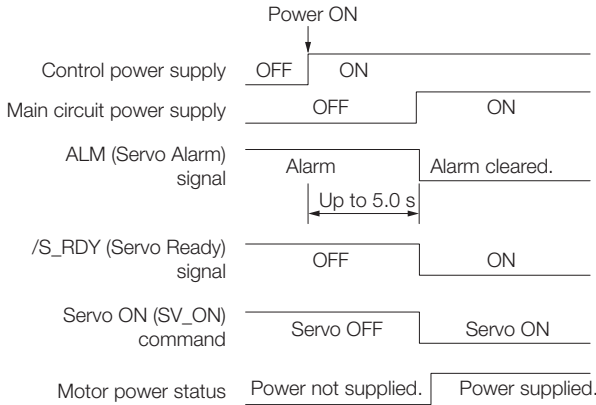 Power ON
Control power supply OFF ON
Main circuit power supply OFF ON
ALM (Servo Alarm)
signal
Alarm Alarm cleared.
Up to 5.0 s
/S_RDY (Servo Ready)
signal
OFF ON
Servo ON (SV_ON)
command
Servo OFF Servo ON
Motor power status Power not supplied. Power supplied.